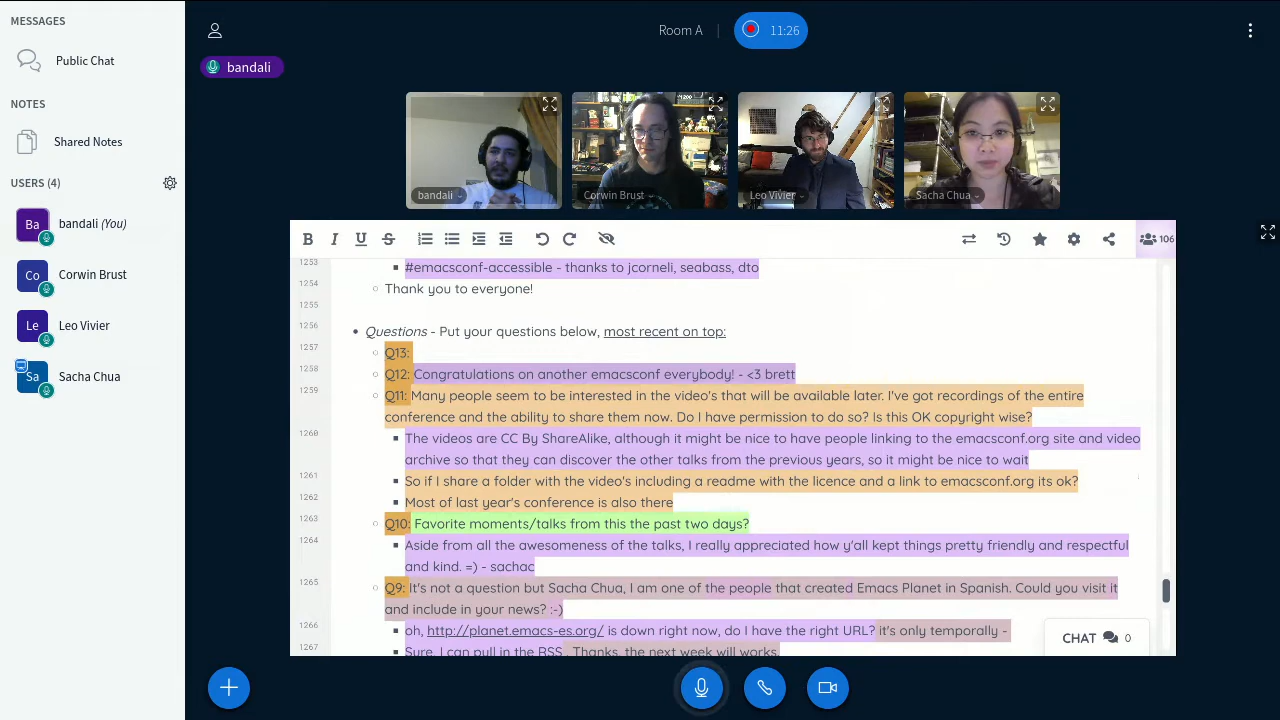 MESSAGES
Public Chat
NOTES
Shared Notes
USERS (4)
Ba
bandali (You)
Co
Corwin Brust
Le
Leo Vivier
Sa
Sacha Chua
Room A
11:26
bandali
bandali
Corwin Brust
Leo Vivier
Sacha Chua
106
1253 #emacsconf-accessible - thanks to jcorneli, seabass, dto
1254 Thank you to everyone!
1255
1256 Questions - Put your questions below, most recent on top:
1257 Q13:
1258 Q12: Congratulations on another emacsconf everybody! - <3 brett
1259 Q11: Many people seem to be interested in the video's that will be available later. I've got recordings of the entire
conference and the ability to share them now. Do I have permission to do so? Is this OK copyright wise?
1260 The videos are CC By ShareAlike, although it might be nice to have people linking to the emacsconf.org site and video
archive so that they can discover the other talks from the previous years, so it might be nice to wait
1261 So if I share a folder with the video's including a readme with the licence and a link to emacsconf.org its ok?
1262 Most of last year's conference is also there
1263 Q10: Favorite moments/talks from this the past two days?
1264 Aside from all the awesomeness of the talks, I really appreciated how y'all kept things pretty friendly and respectful
and kind. =) - sachac
1265 Q9: It's not a question but Sacha Chua, I am one of the people that created Emacs Planet in Spanish. Could you visit it
and include in your news? :-)
1266 oh, http://planet.emacs-es.org/ is down right now, do I have the right URL? it's only temporally -
1267 Sure, I can pull in the RSS . Thanks, the next week will works.
CHAT 0